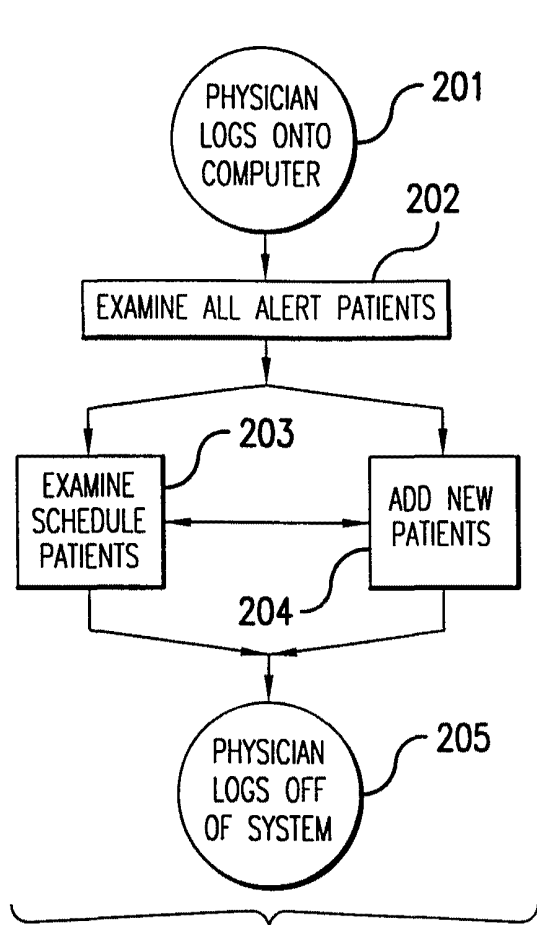 PHYSICIAN
LOGS ONTO
COMPUTER
201
202
EXAMINE ALL ALERT PATIENTS
203
EXAMINE
SCHEDULE
PATIENTS
ADD NEW
PATIENTS
204
PHYSICIAN
LOGS OFF
OF SYSTEM
205